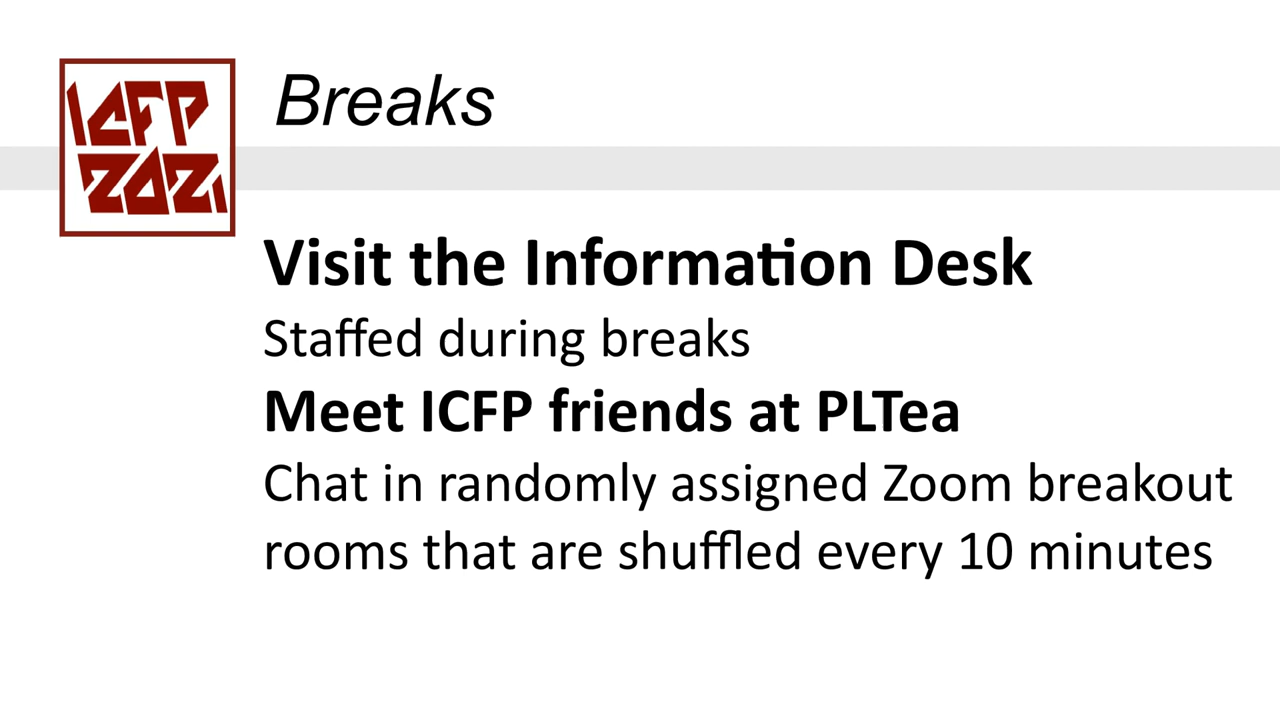 ICFP
2021
Breaks
Visit the Information Desk
Staffed during breaks
Meet ICFP friends at PLTea
Chat in randomly assigned Zoom breakout
rooms that are shuffled every 10 minutes